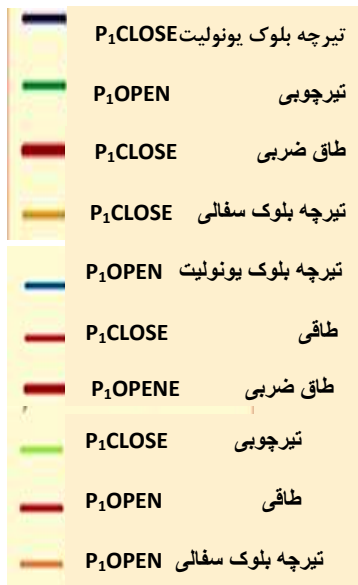 تیرچه بلوک یونولیت P₁CLOSE
تیرچوبی P₁OPEN
طاق ضربی P₁CLOSE
تیرچه بلوک سفالی P₁CLOSE
تیرچه بلوک یونولیت P₁OPEN
طاقی P₁CLOSE
طاق ضربی P₁OPENE
تیرچوبی P₁CLOSE
طاقی P₁OPEN
تیرچه بلوک سفالی P₁OPEN